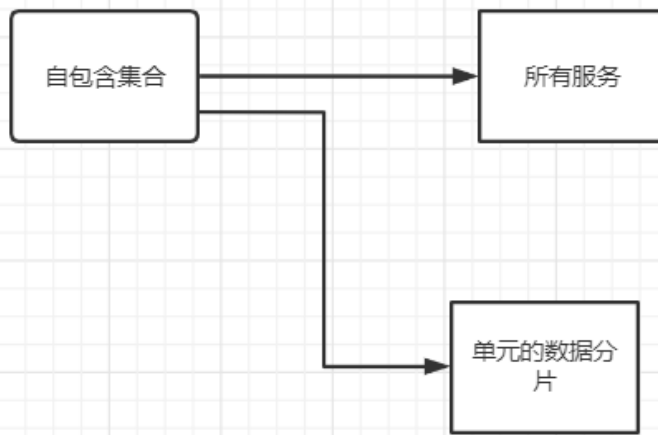 自包含集合
所有服务
单元的数据分
片